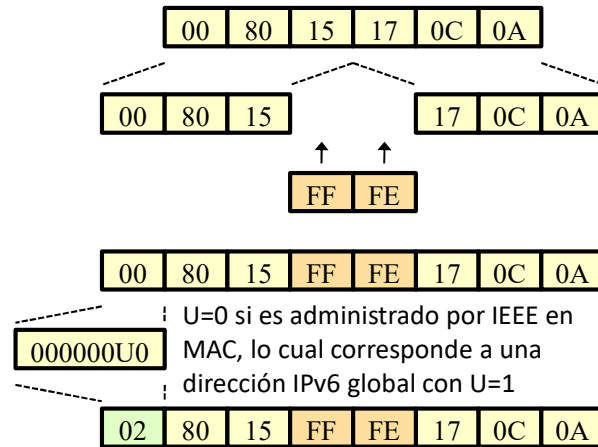 00 80 15 17 0C 0A
00 80 15 17 0C 0A
FF FE
00 80 15 FF FE 17 0C 0A
U=0 si es administrado por IEEE en
000000U0
MAC, lo cual corresponde a una
dirección IPv6 global con U=1
02 80 15 FF FE 17 0C 0A